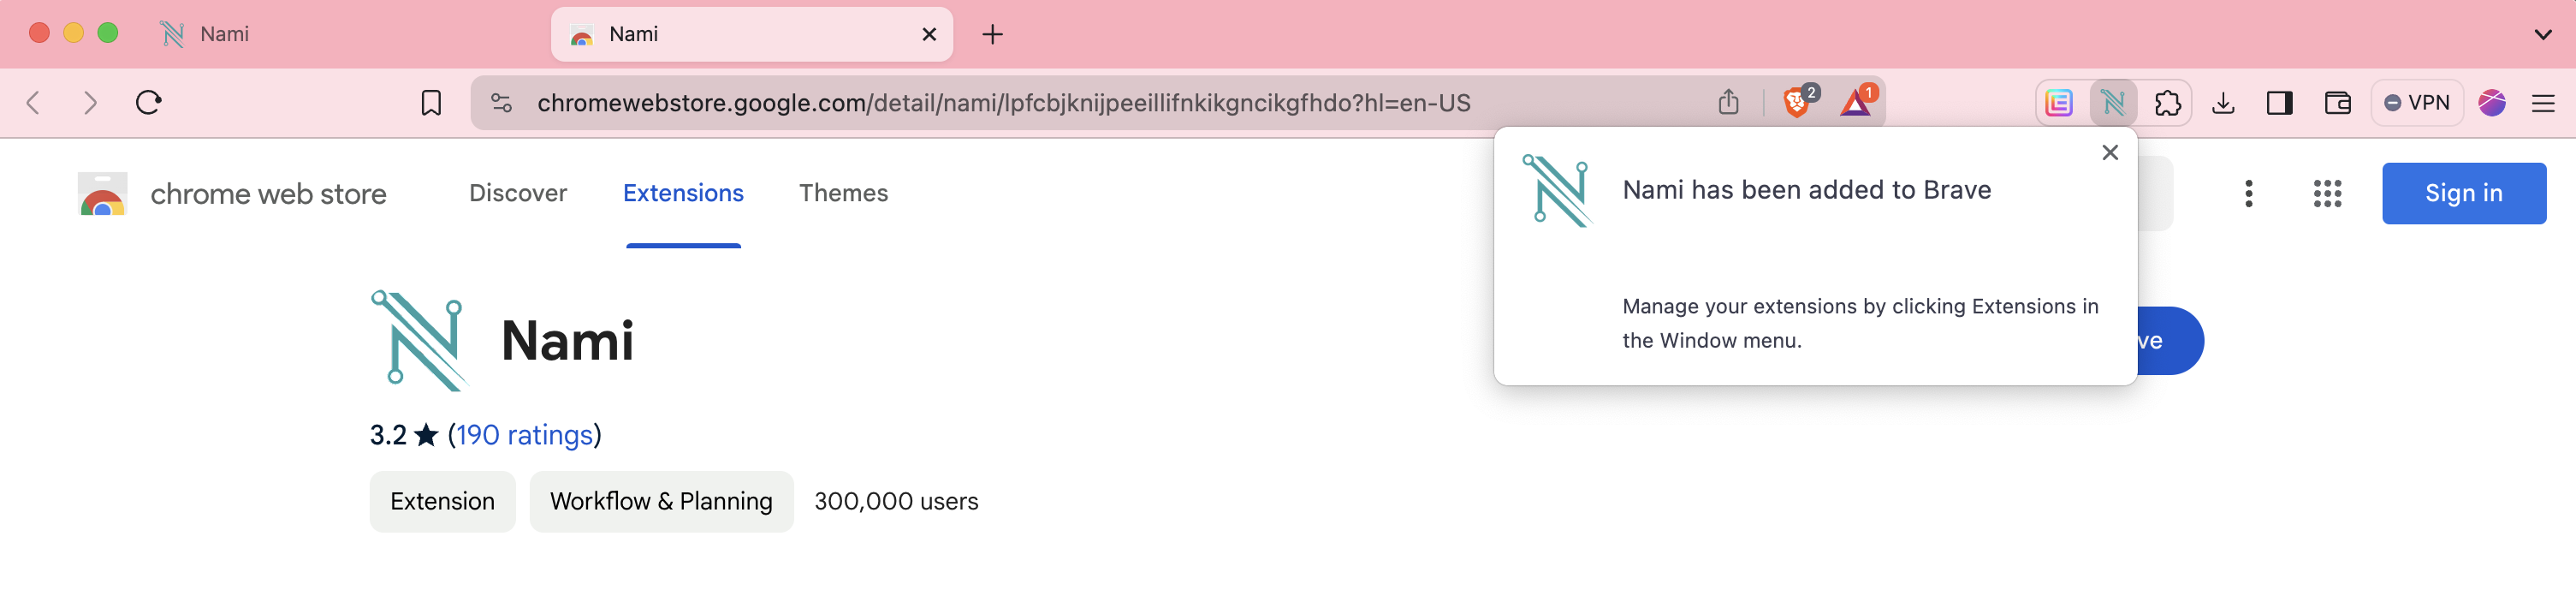 Nami
Nami
chromewebstore.google.com/detail/nami/lpfcbjknijpeeillifnkikgncikgfhdo?hl=en-US
2
1
VPN
chrome web store
Discover
Extensions
Themes
Sign in
Nami has been added to Brave
Manage your extensions by clicking Extensions in
the Window menu.
ve
Nami
3.2 ★ (190 ratings)
Extension
Workflow & Planning
300,000 users